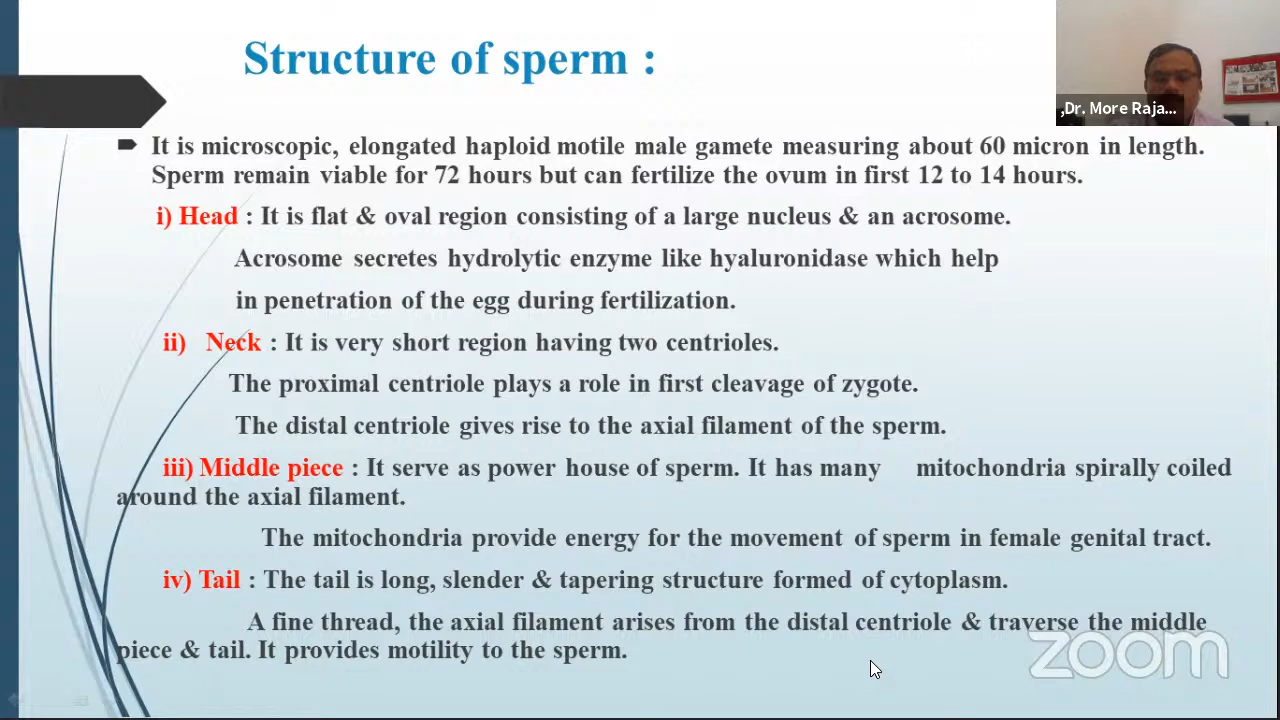 Structure of sperm :
,Dr. More Raja...
It is microscopic, elongated haploid motile male gamete measuring about 60 micron in length.
Sperm remain viable for 72 hours but can fertilize the ovum in first 12 to 14 hours.
i) Head : It is flat & oval region consisting of a large nucleus & an acrosome.
Acrosome secretes hydrolytic enzyme like hyaluronidase which help
in penetration of the egg during fertilization.
ii) Neck : It is very short region having two centrioles.
The proximal centriole plays a role in first cleavage of zygote.
The distal centriole gives rise to the axial filament of the sperm.
iii) Middle piece : It serve as power house of sperm. It has many mitochondria spirally coiled
around the axial filament.
The mitochondria provide energy for the movement of sperm in female genital tract.
iv) Tail : The tail is long, slender & tapering structure formed of cytoplasm.
A fine thread, the axial filament arises from the distal centriole & traverse the middle
piece & tail. It provides motility to the sperm.
zoom